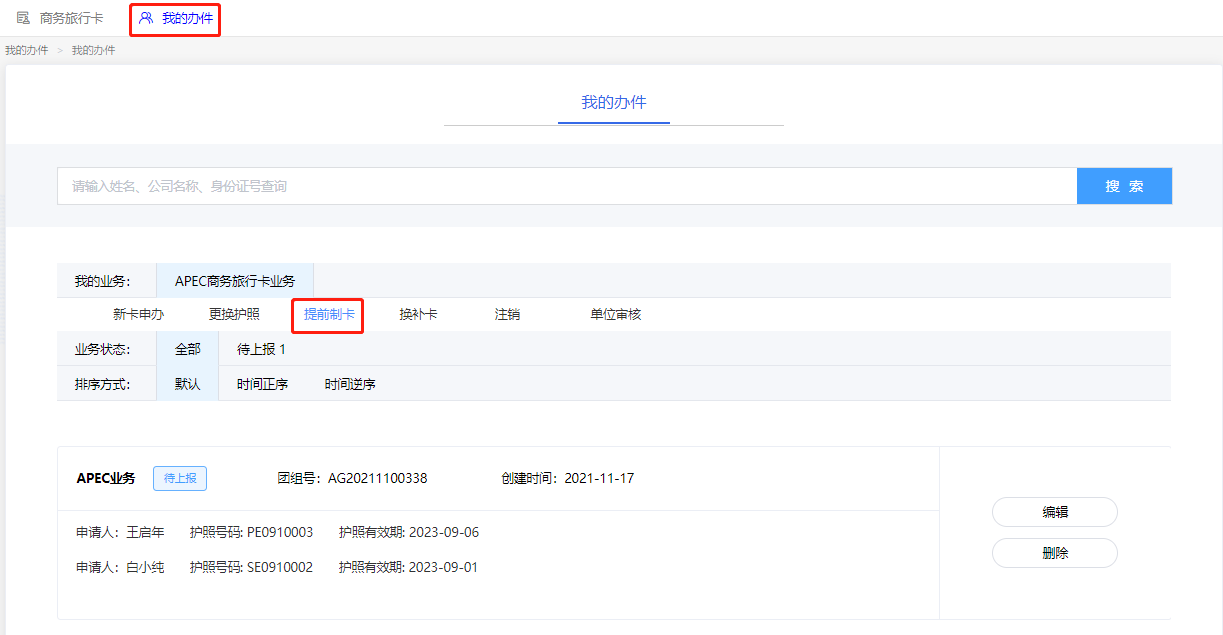 商务旅行卡 我的办件
我的办件 > 我的办件
我的办件
请输入姓名、公司名称、身份证号查询 搜 索
我的业务： APEC商务旅行卡业务
新卡申办 更换护照 提前制卡 换补卡 注销 单位审核
业务状态： 全部 待上报 1
排序方式： 默认 时间正序 时间逆序
APEC业务 待上报 团组号：AG20211100338 创建时间：2021-11-17
申请人：王启年 护照号码: PE0910003 护照有效期: 2023-09-06
编辑
申请人：白小纯 护照号码: SE0910002 护照有效期: 2023-09-01
删除